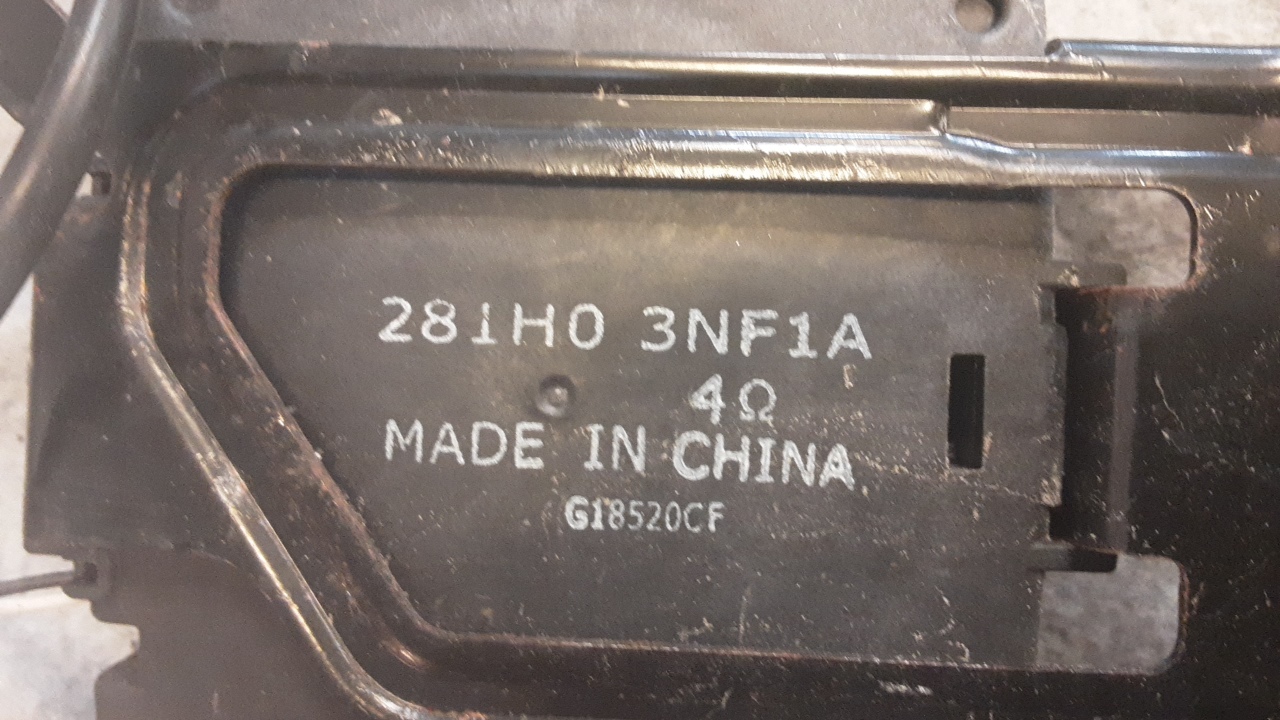 281H0 3NF1A
4Ω
MADE IN CHINA
G18520CF